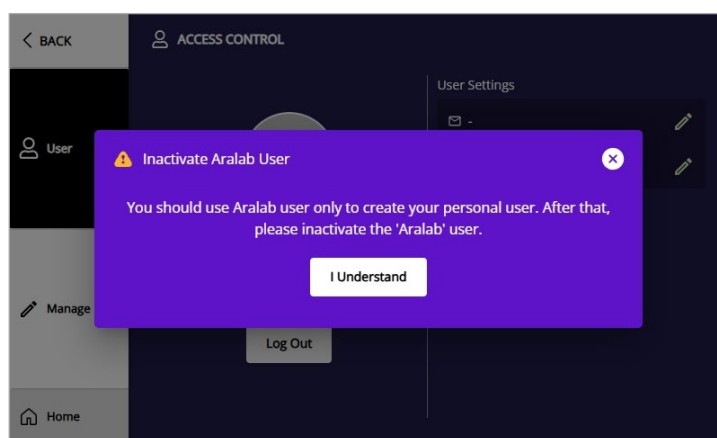 BACK
ACCESS CONTROL
User Settings
-
User
Inactivate Aralab User
You should use Aralab user only to create your personal user. After that,
please inactivate the 'Aralab' user.
I Understand
Manage
Log Out
Home